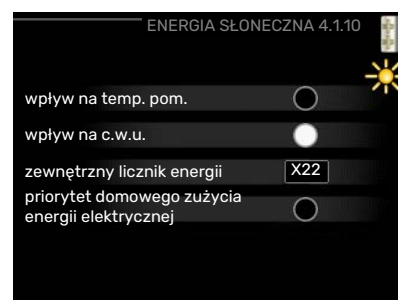 ENERGIA SŁONECZNA 4.1.10
wpływ na temp. pom.
wpływ na c.w.u.
zewnętrzny licznik energii X22
priorytet domowego zużycia
energii elektrycznej